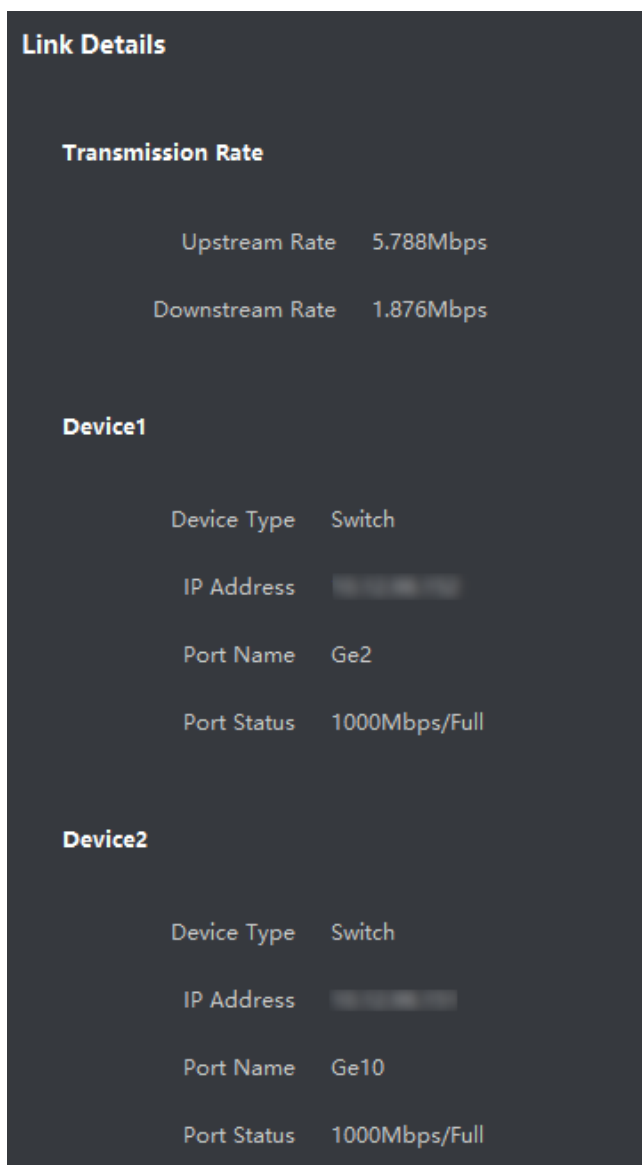 Link Details
Transmission Rate
Upstream Rate 5.788Mbps
Downstream Rate 1.876Mbps
Device1
Device Type Switch
IP Address
Port Name Ge2
Port Status 1000Mbps/Full
Device2
Device Type Switch
IP Address
Port Name Ge10
Port Status 1000Mbps/Full